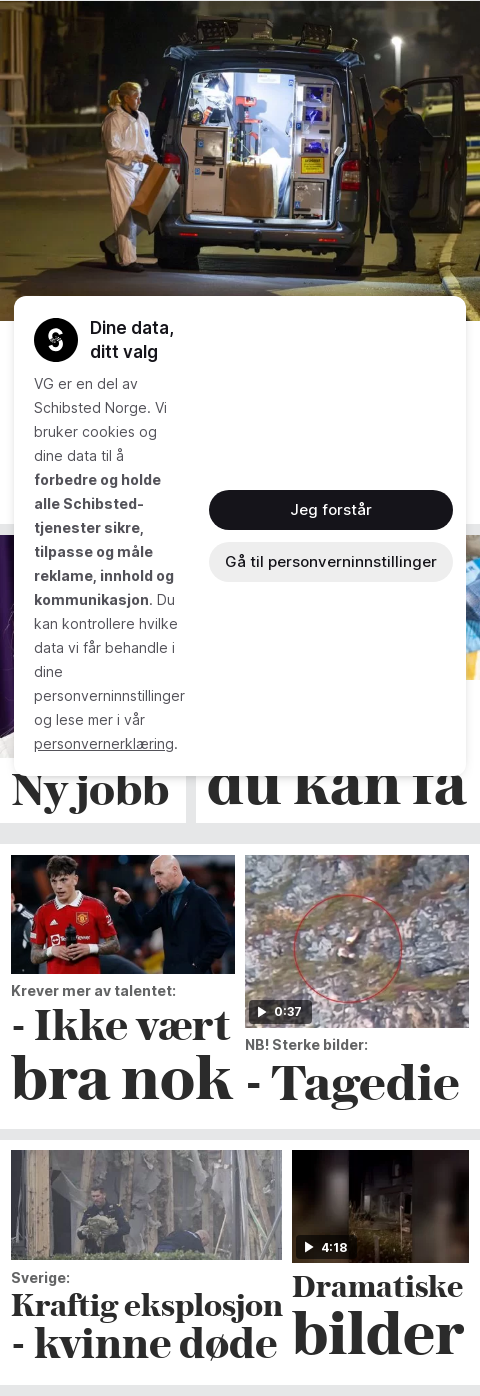 Dine data,
ditt valg
VG er en del av
Schibsted Norge. Vi
bruker cookies og
dine data til å
forbedre og holde
alle Schibsted-
tjenester sikre,
tilpasse og måle
reklame, innhold og
kommunikasjon. Du
kan kontrollere hvilke
data vi får behandle i
dine
personverninnstillinger
og lese mer i vår
personvernerklæring.
Jeg forstår
Gå til personverninnstillinger
Ny jobb
du kan få
Krever mer av talentet:
- Ikke vært
bra nok
0:37
NB! Sterke bilder:
- Tagedie
Sverige:
Kraftig eksplosjon
- kvinne døde
4:18
Dramatiske
bilder